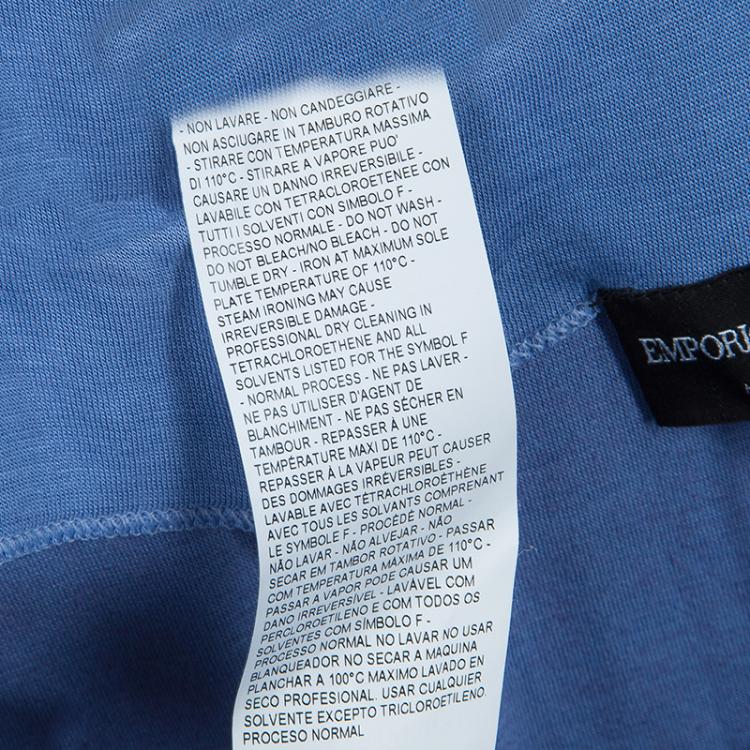 - NON LAVARE - NON CANDEGGIARE -
NON ASCIUGARE IN TAMBURO ROTATIVO
- STIRARE CON TEMPERATURA MASSIMA
DI 110°C - STIRARE A VAPORE PUO'
CAUSARE UN DANNO IRREVERSIBILE -
LAVABILE CON TETRACLOROETENEE CON
TUTTI I SOLVENTI CON SIMBOLO F -
PROCESSO NORMALE - DO NOT WASH -
DO NOT BLEACH/NO BLEACH - DO NOT
TUMBLE DRY - IRON AT MAXIMUM SOLE
PLATE TEMPERATURE OF 110°C -
STEAM IRONING MAY CAUSE
IRREVERSIBLE DAMAGE -
PROFESSIONAL DRY CLEANING IN
TETRACHLOROETHENE AND ALL
SOLVENTS LISTED FOR THE SYMBOL F
- NORMAL PROCESS - NE PAS LAVER -
NE PAS UTILISER D'AGENT DE
BLANCHIMENT - NE PAS SÉCHER EN
TAMBOUR - REPASSER À UNE
TEMPÉRATURE MAXI DE 110°C -
REPASSER À LA VAPEUR PEUT CAUSER
DES DOMMAGES IRRÉVERSIBLES -
LAVABLE AVEC TÉTRACHLOROÉTHÈNE
AVEC TOUS LES SOLVANTS COMPRENANT
LE SYMBOLE F - PROCÉDÉ NORMAL -
NÃO LAVAR - NÃO ALVEJAR - NÃO
SECAR EM TAMBOR ROTATIVO - PASSAR
COM TEMPERATURA MÁXIMA DE 110°C -
PASSAR A VAPOR PODE CAUSAR UM
DANO IRREVERSÍVEL - LAVÁVEL COM
PERCLOROETILENO E COM TODOS OS
SOLVENTES COM SÍMBOLO F -
PROCESSO NORMAL NO LAVAR NO USAR
BLANQUEADOR NO SECAR A MAQUINA
PLANCHAR A 100°C MAXIMO LAVADO EN
SECO PROFESIONAL. USAR CUALQUIER
SOLVENTE EXCEPTO TRICLOROETILENO.
PROCESO NORMAL
EMPORI